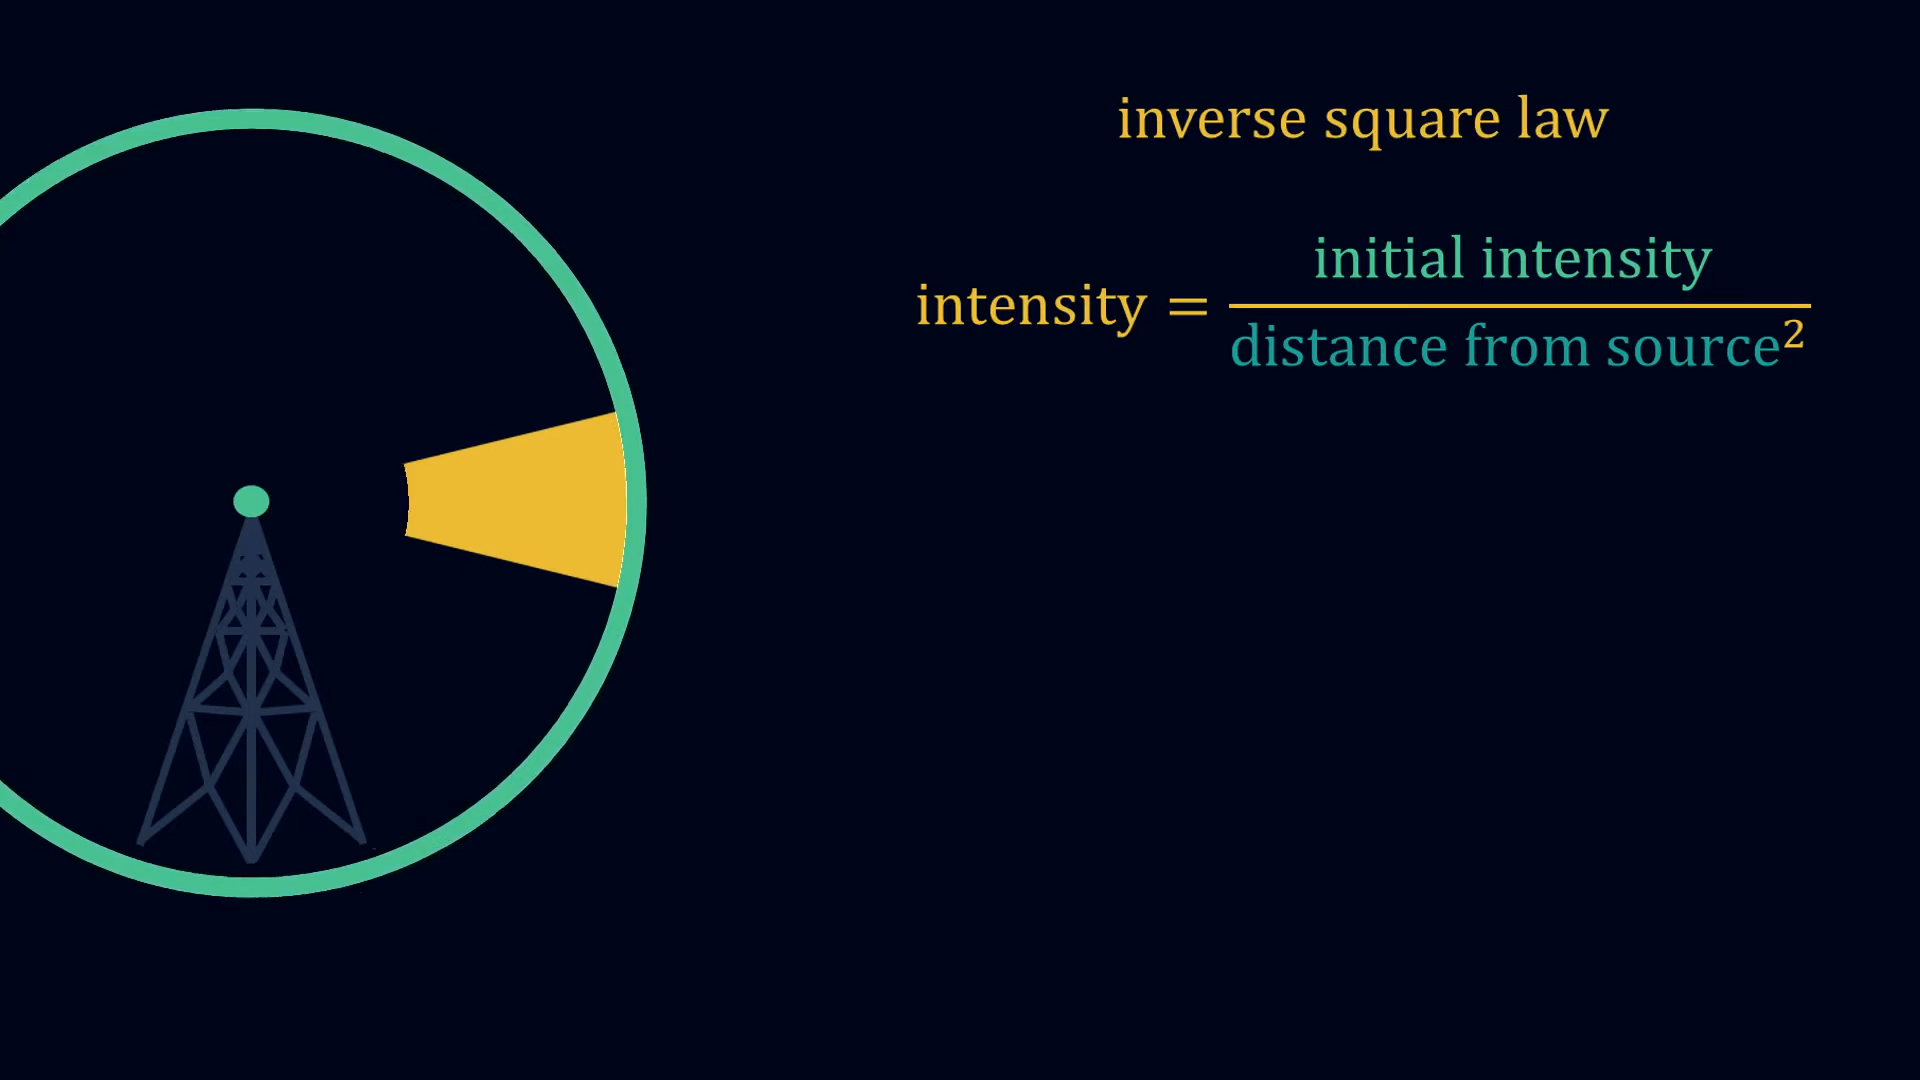 inverse square law
initial intensity
intensity =
distance from source²